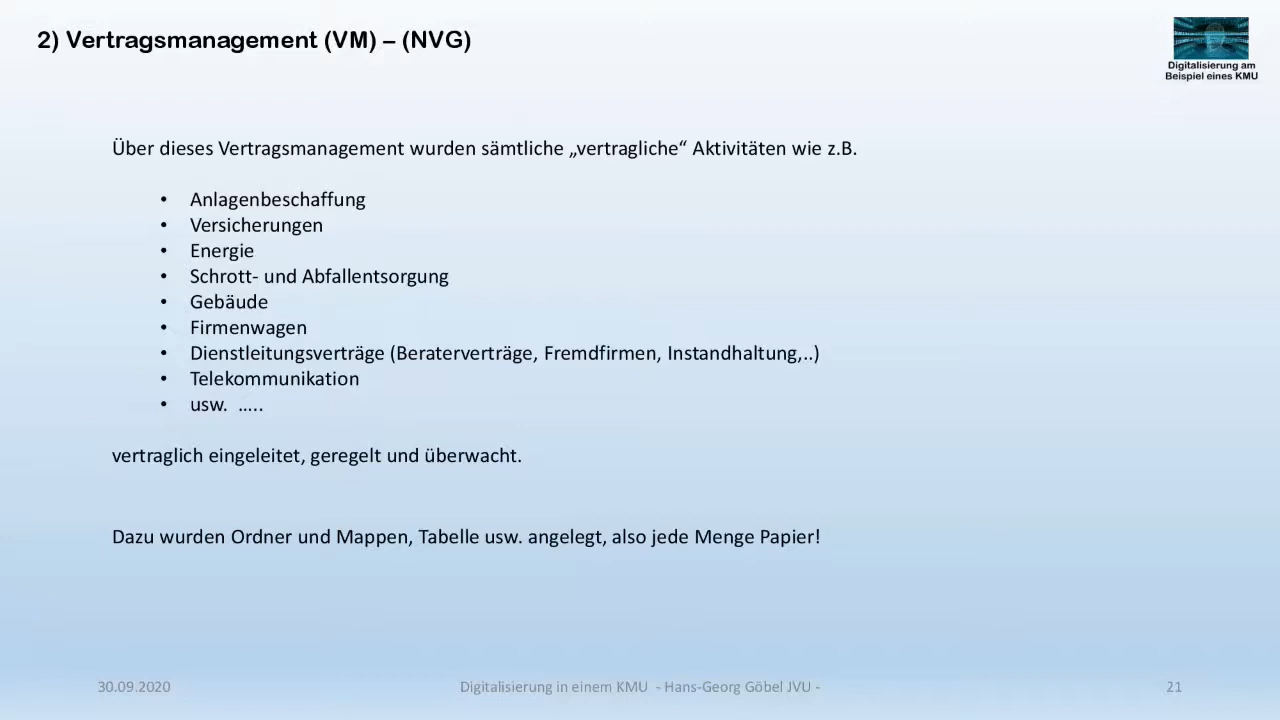 2) Vertragsmanagement (VM) – (NVG)
Digitalisierung am
Beispiel eines KMU
Über dieses Vertragsmanagement wurden sämtliche „vertragliche“ Aktivitäten wie z.B.
• Anlagenbeschaffung
• Versicherungen
• Energie
• Schrott- und Abfallentsorgung
• Gebäude
• Firmenwagen
• Dienstleitungsverträge (Beraterverträge, Fremdfirmen, Instandhaltung,..)
• Telekommunikation
• usw. …..
vertraglich eingeleitet, geregelt und überwacht.
Dazu wurden Ordner und Mappen, Tabelle usw. angelegt, also jede Menge Papier!
30.09.2020
Digitalisierung in einem KMU - Hans-Georg Göbel JVU -
21